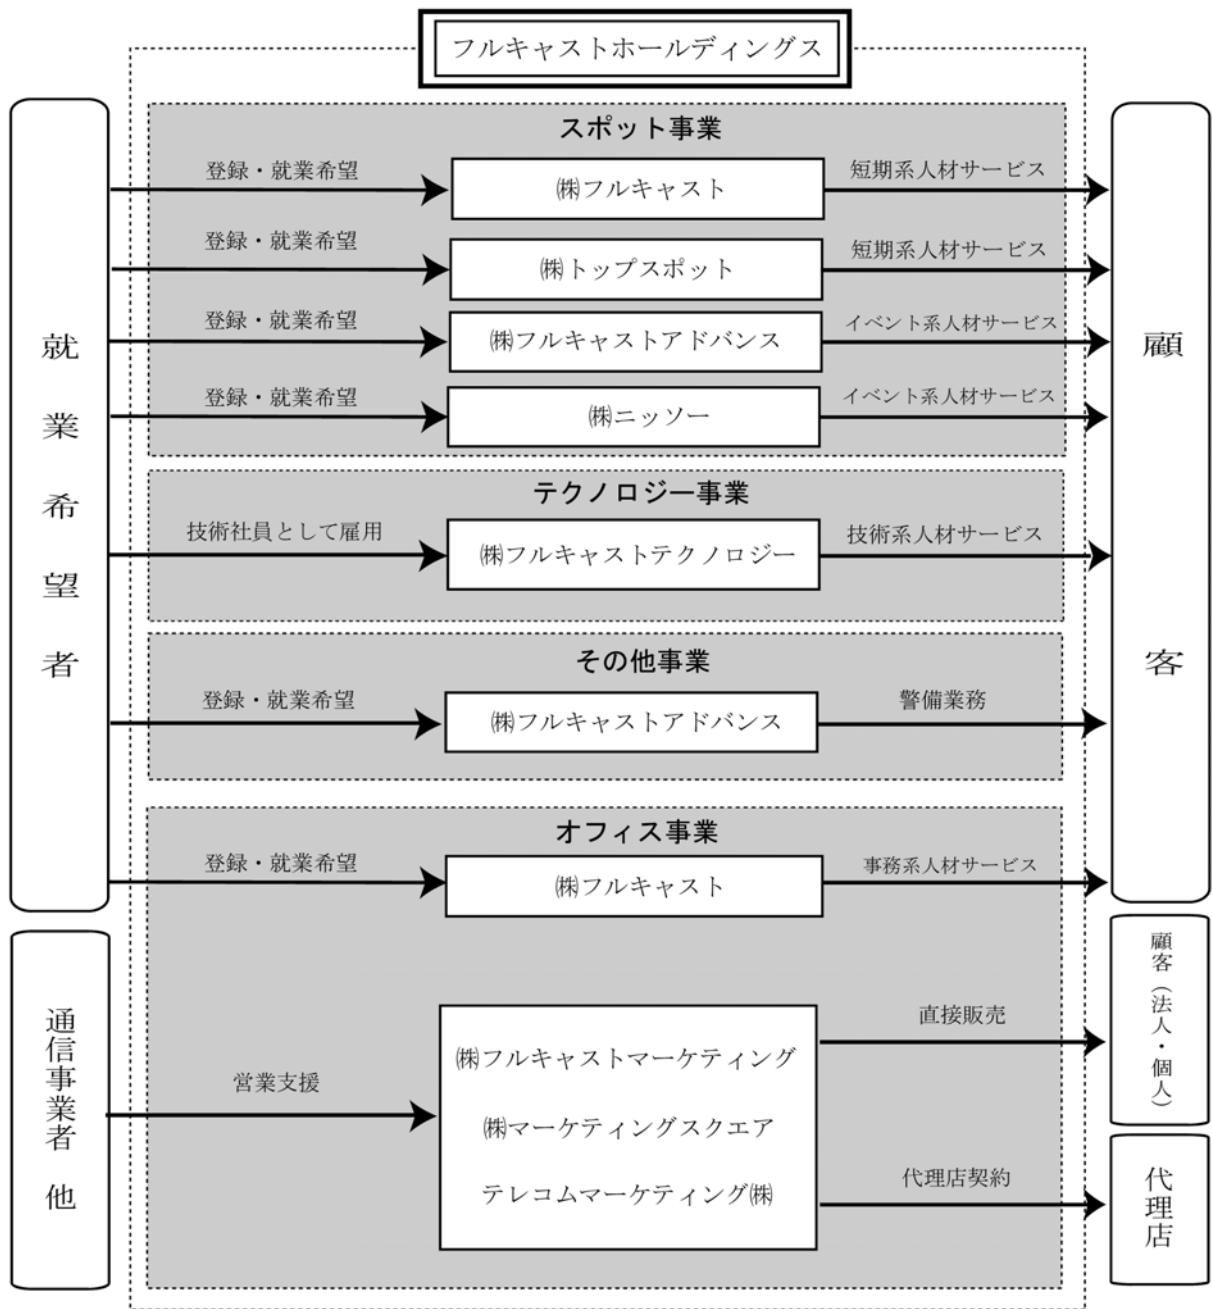 フルキャストホールディングス
就業希望者
スポット事業
登録・就業希望
㈱フルキャスト
短期系人材サービス
登録・就業希望
㈱トップスポット
短期系人材サービス
登録・就業希望
㈱フルキャストアドバンス
イベント系人材サービス
登録・就業希望
㈱ニッソー
イベント系人材サービス
テクノロジー事業
技術社員として雇用
㈱フルキャストテクノロジー
技術系人材サービス
その他事業
登録・就業希望
㈱フルキャストアドバンス
警備業務
オフィス事業
登録・就業希望
㈱フルキャスト
事務系人材サービス
顧客
通信事業者 他
営業支援
㈱フルキャストマーケティング
㈱マーケティングスクエア
テレコムマーケティング㈱
直接販売
顧客（法人・個人）
代理店契約
代理店